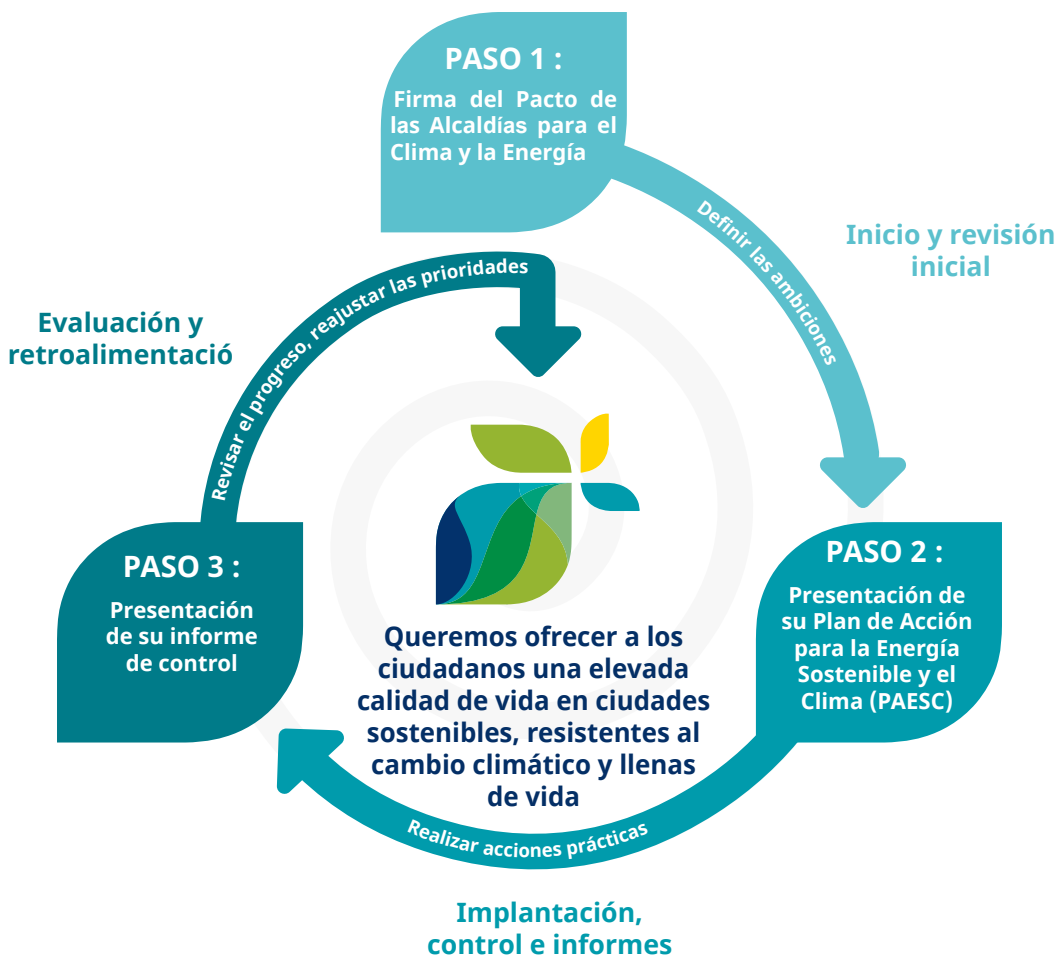 PASO 1 :
Firma del Pacto de
las Alcaldías para el
Clima y la Energía
Definir las ambiciones
Inicio y revisión
inicial
PASO 2 :
Presentación de
su Plan de Acción
para la Energía
Sostenible y el
Clima (PAESC)
Realizar acciones prácticas
Implantación,
control e informes
PASO 3 :
Presentación
de su informe
de control
Revisar el progreso, reajustar las prioridades
Evaluación y
retroalimentació
Queremos ofrecer a los
ciudadanos una elevada
calidad de vida en ciudades
sostenibles, resistentes al
cambio climático y llenas
de vida